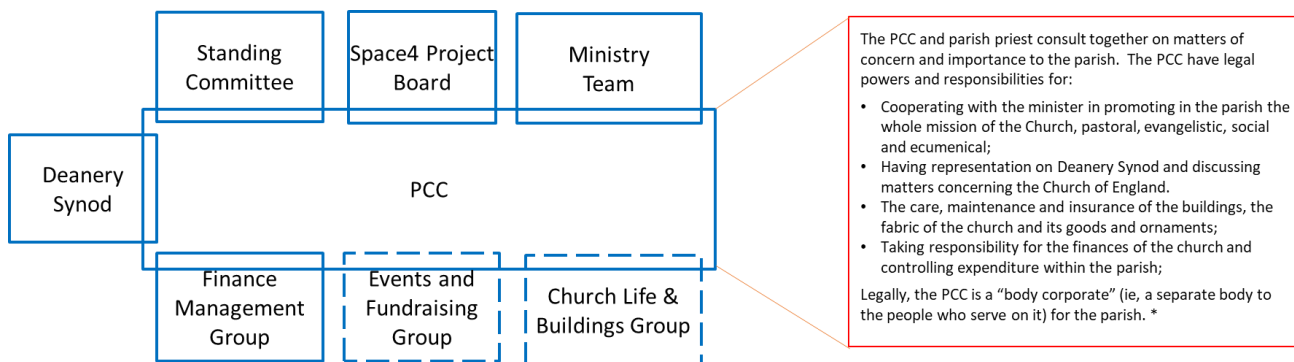 Standing
Committee
Space4 Project
Board
Ministry
Team
Deanery
Synod
PCC
Finance
Management
Group
Events and
Fundraising
Group
Church Life &
Buildings Group
The PCC and parish priest consult together on matters of
concern and importance to the parish. The PCC have legal
powers and responsibilities for:
• Cooperating with the minister in promoting in the parish the
whole mission of the Church, pastoral, evangelistic, social
and ecumenical;
• Having representation on Deanery Synod and discussing
matters concerning the Church of England.
• The care, maintenance and insurance of the buildings, the
fabric of the church and its goods and ornaments;
• Taking responsibility for the finances of the church and
controlling expenditure within the parish;
Legally, the PCC is a “body corporate” (ie, a separate body to
the people who serve on it) for the parish. *